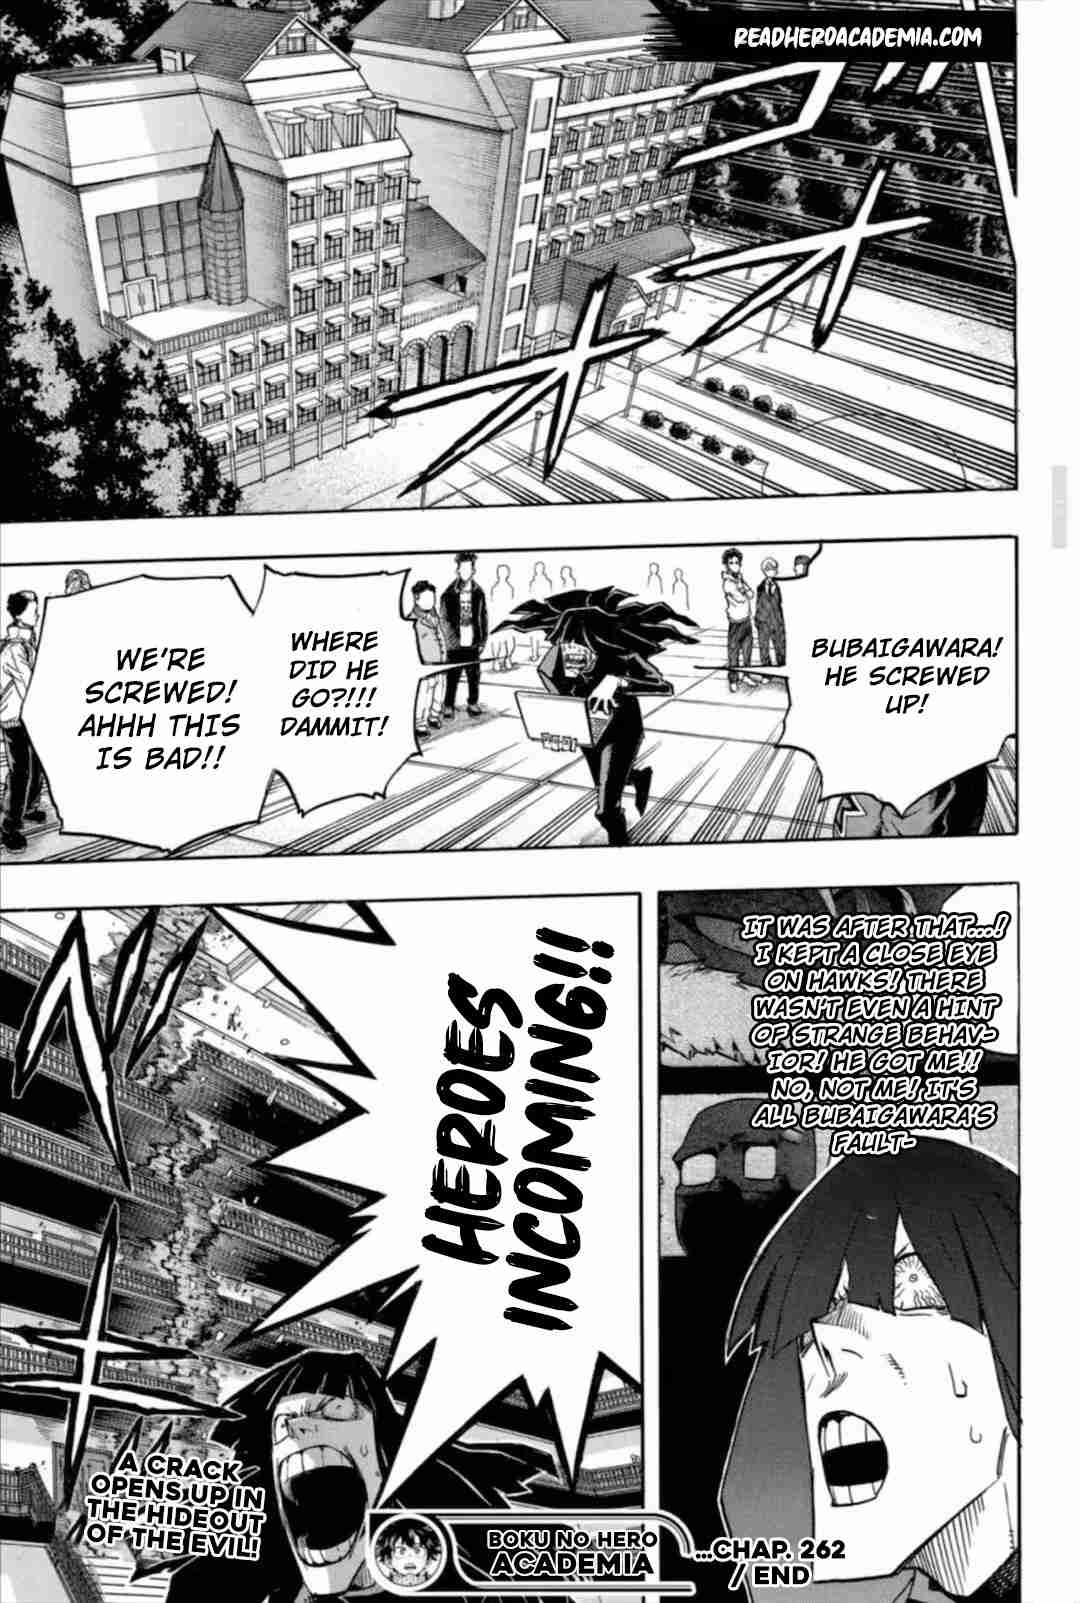 READHEROACADEMIA.COM
BUBAIGAWARA!
HE SCREWED
UP!
WHERE
DID HE
GO?!!!
DAMMIT!
WE'RE
SCREWED!
AHHH THIS
IS BAD!!
IT WAS AFTER THAT...!
I KEPT A CLOSE EYE
ON HAWKS! THERE
WASN'T EVEN A HINT
OF STRANGE BEHAV-
IOR! HE GOT ME!!
NO, NOT ME! IT'S
ALL BUBAIGAWARA'S
FAULT-
HEROES
INCOMING!!
A CRACK
OPENS UP IN
THE HIDEOUT
OF THE EVIL!
BOKU NO HERO
ACADEMIA
...CHAP. 262
/ END